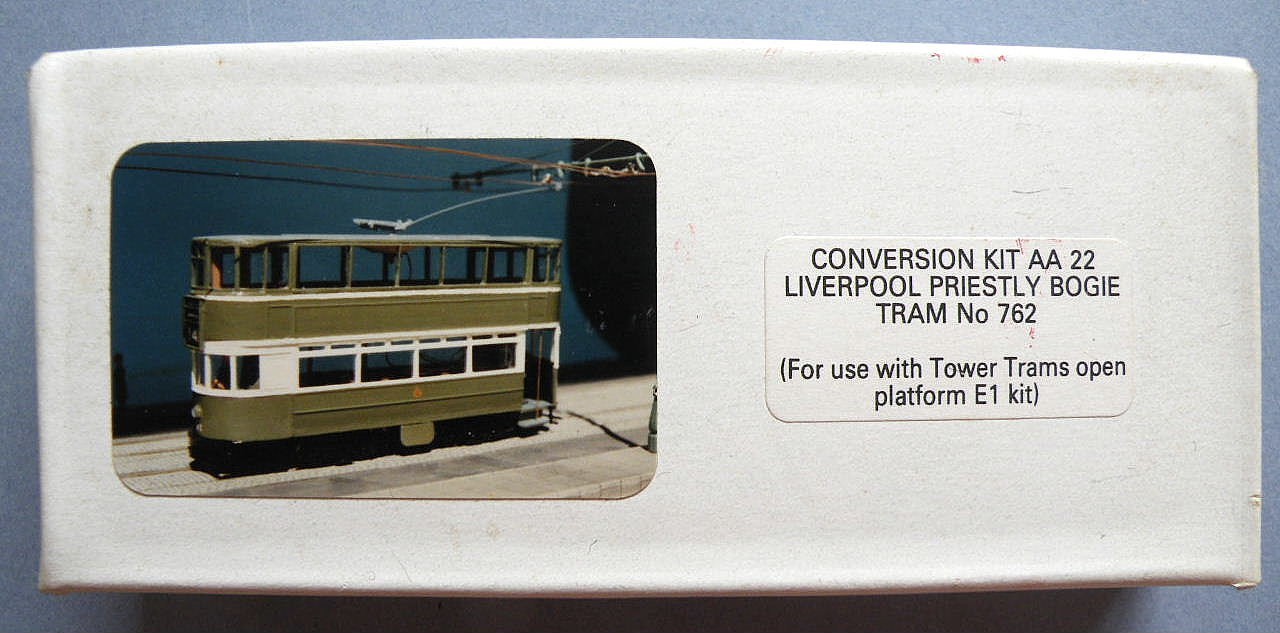 CONVERSION KIT AA 22
LIVERPOOL PRIESTLY BOGIE
TRAM No 762
(For use with Tower Trams open
platform E1 kit)